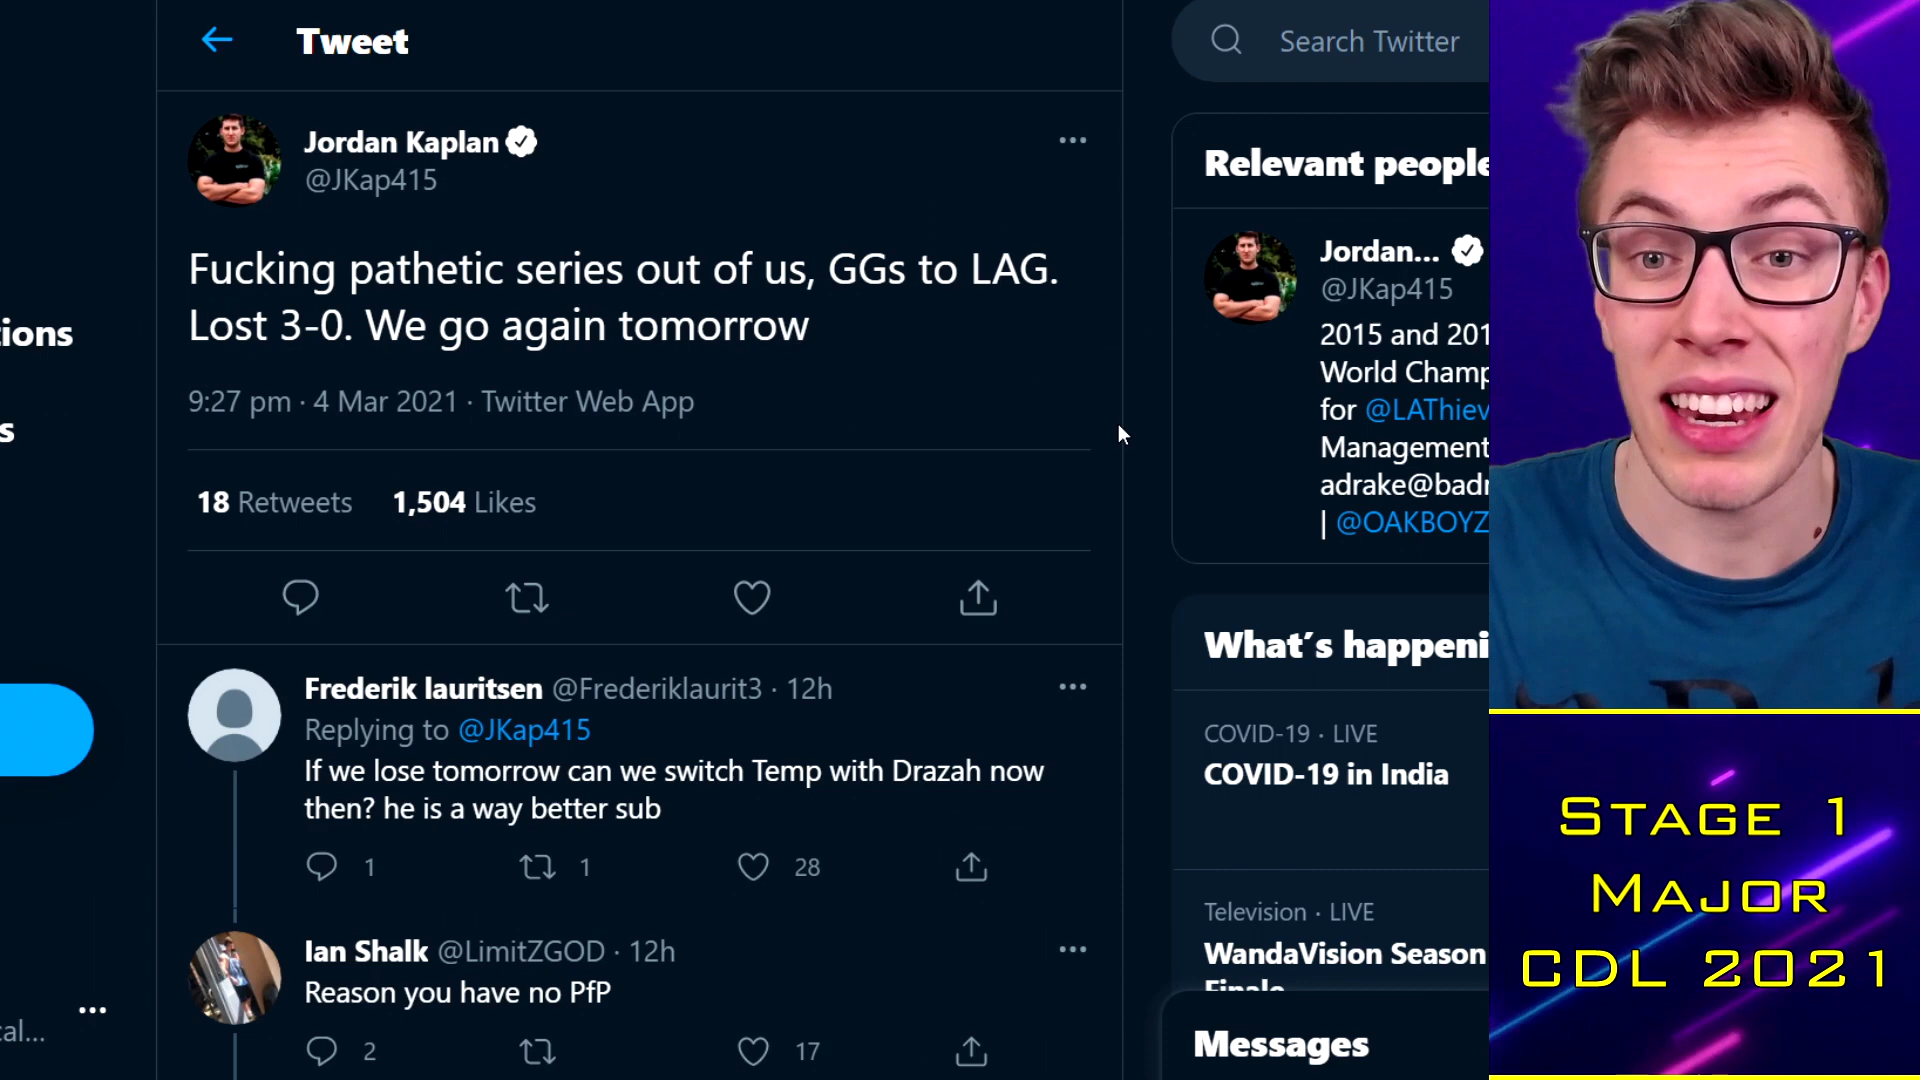 Tweet
Search Twitter
Jordan Kaplan
@JKap415
Fucking pathetic series out of us, GGs to LAG.
Lost 3-0. We go again tomorrow
9:27 pm · 4 Mar 2021 · Twitter Web App
18 Retweets 1,504 Likes
Frederik lauritsen @Frederiklaurit3 · 12h
Replying to @JKap415
If we lose tomorrow can we switch Temp with Drazah now
then? he is a way better sub
1 1 28
Ian Shalk @LimitZGOD · 12h
Reason you have no PfP
2 17
ions
s
cal...
Relevant people
Jordan...
@JKap415
2015 and 201
World Champ
for @LAThiev
Management
adrake@badr
| @OAKBOYZ
What's happeni
COVID-19 · LIVE
COVID-19 in India
Television · LIVE
WandaVision Season
Finale
Messages
Stage 1
Major
CDL 2021